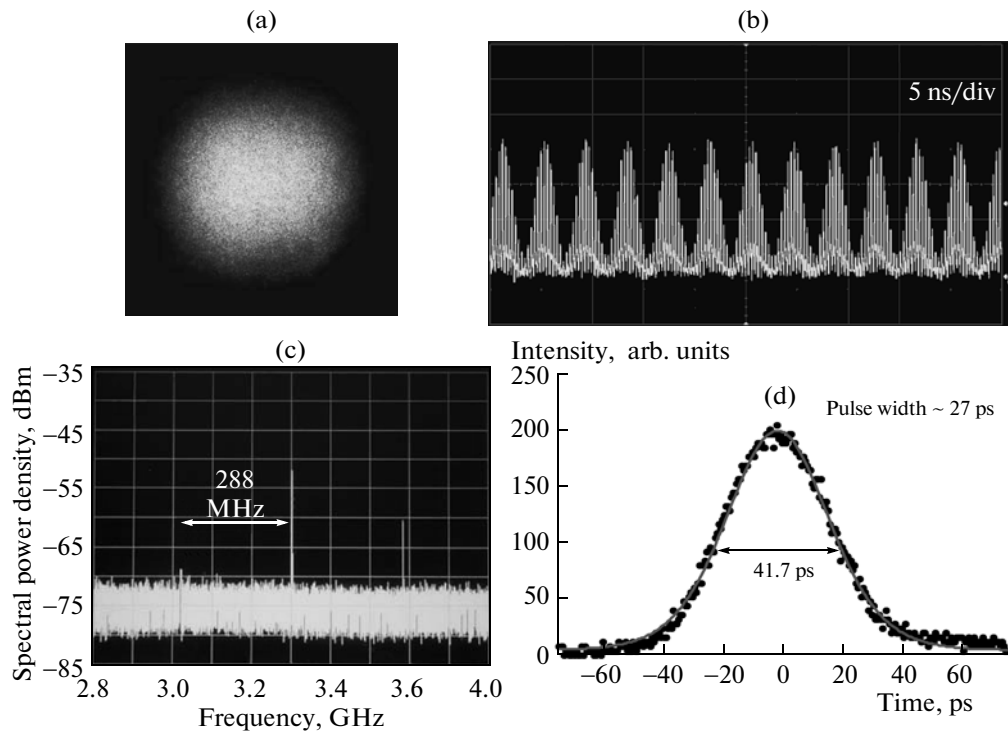 (a)
(b)
5 ns/div
(c)
Spectral power density, dBm
−35
−45
−55
−65
−75
−85
288
MHz
2.8 3.0 3.2 3.4 3.6 3.8 4.0
Frequency, GHz
Intensity, arb. units
(d)
Pulse width ~ 27 ps
250
200
150
100
50
0
41.7 ps
−60 −40 −20 0 20 40 60
Time, ps